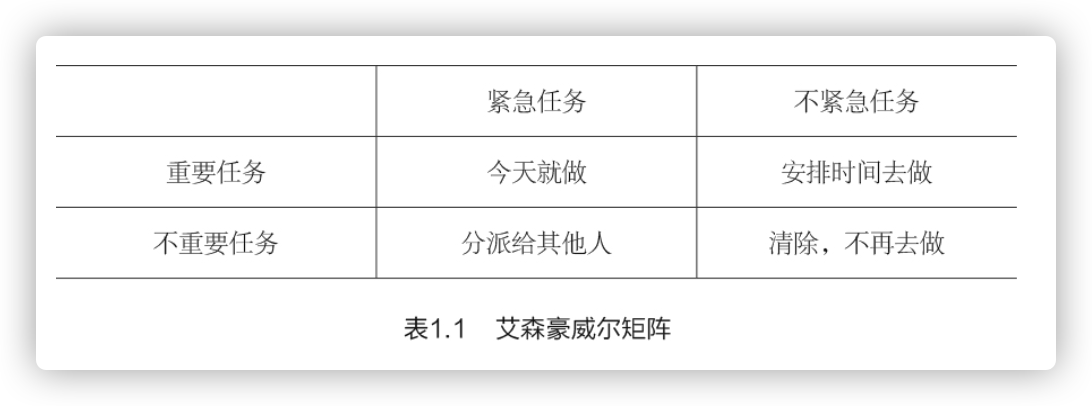 紧急任务 不紧急任务
重要任务 今天就做 安排时间去做
不重要任务 分派给其他人 清除，不再去做
表1.1 艾森豪威尔矩阵